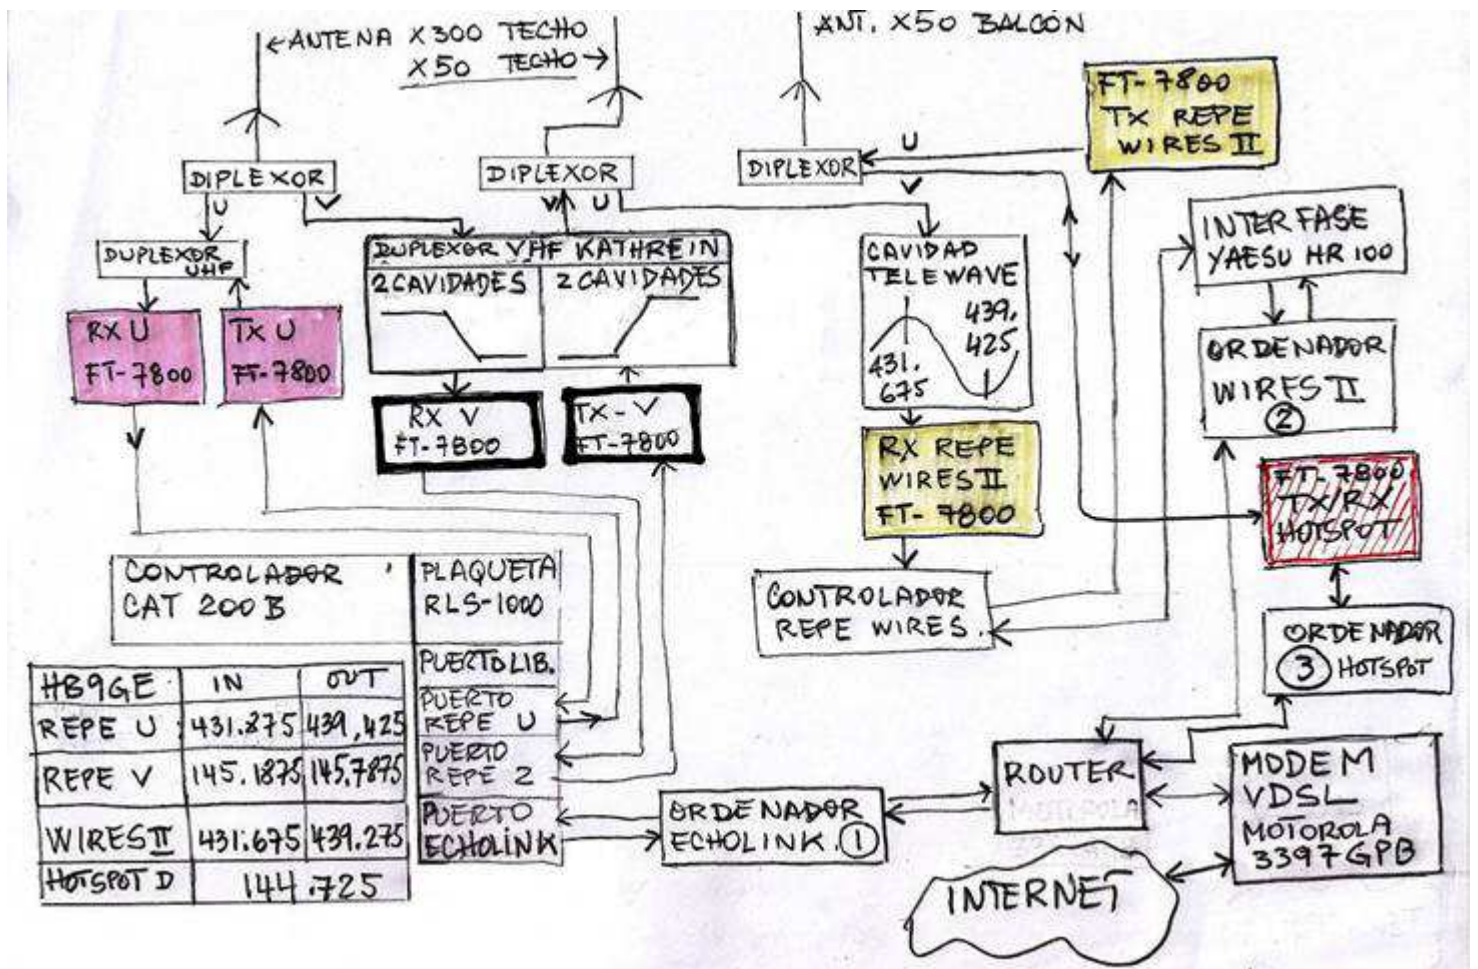 ←ANTENA X300 TECHO
X50 TECHO→
ANT. X50 BALCÓN
FT-7800
TX REPE
WIRES II
DIPLEXOR
U
V
DIPLEXOR
V U
DIPLEXOR
U
V
DUPLEXOR
UHF
DUPLEXOR VHF KATHREIN
2 CAVIDADES
2 CAVIDADES
CAVIDAD
TELEWAVE
439.
425
431.
675
INTERFASE
YAESU HR 100
RX U
FT-7800
TX U
FT-7800
RX V
FT-7800
TX-V
FT-7800
RX REPE
WIRES II
FT-7800
ORDENADOR
WIRES II
2
FT-7800
TX/RX
HOTSPOT
CONTROLADOR
CAT 200B
PLAQUETA
RLS-1000
PUERTO LIB.
PUERTO
REPE U
PUERTO
REPE 2
PUERTO
ECHOLINK
CONTROLADOR
REPE WIRES.
ORDENADOR
3 HOTSPOT
HB9GE IN OUT
REPE U 431.875 439,425
REPE V 145.1875 145.7875
WIRES II 431.675 439.275
HOTSPOT D 144.725
ORDENADOR
ECHOLINK. 1
ROUTER
MOTOROLA
MODEM
VDSL
MOTOROLA
3397GPB
INTERNET